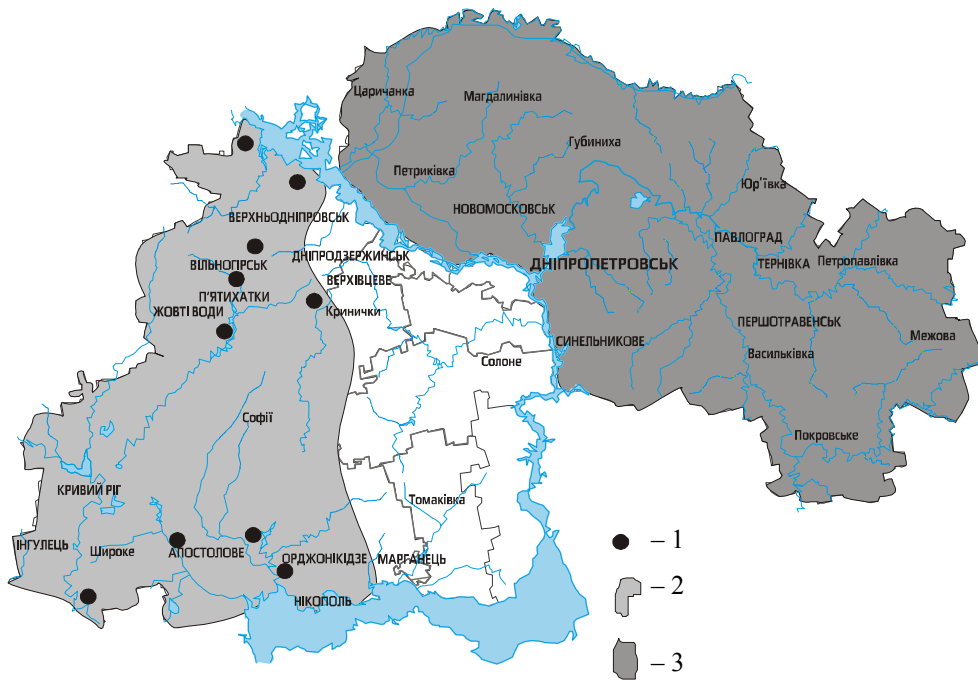 Царичанка
Магдалинівка
Губиниха
Петриківка
Юр'ївка
НОВОМОСКОВСЬК
ВЕРХНЬОДНІПРОВСЬК
ПАВЛОГРАД
ДНІПРОДЗЕРЖИНСЬК
ДНІПРОПЕТРОВСЬК
ТЕРНІВКА
Петропавлівка
ВІЛЬНОГІРСЬК
ВЕРХІВЦЕВЕ
П'ЯТИХАТКИ
ЖОВТІ ВОДИ
Кринички
ПЕРШОТРАВЕНСЬК
СИНЕЛЬНИКОВЕ
Межова
Солоне
Васильківка
Софії
Покровське
КРИВИЙ РІГ
Томаківка
ІНГУЛЕЦЬ
Широке
АПОСТОЛОВЕ
ОРДЖОНІКІДЗЕ
МАРГАНЕЦЬ
НІКОПОЛЬ
– 1
– 2
– 3